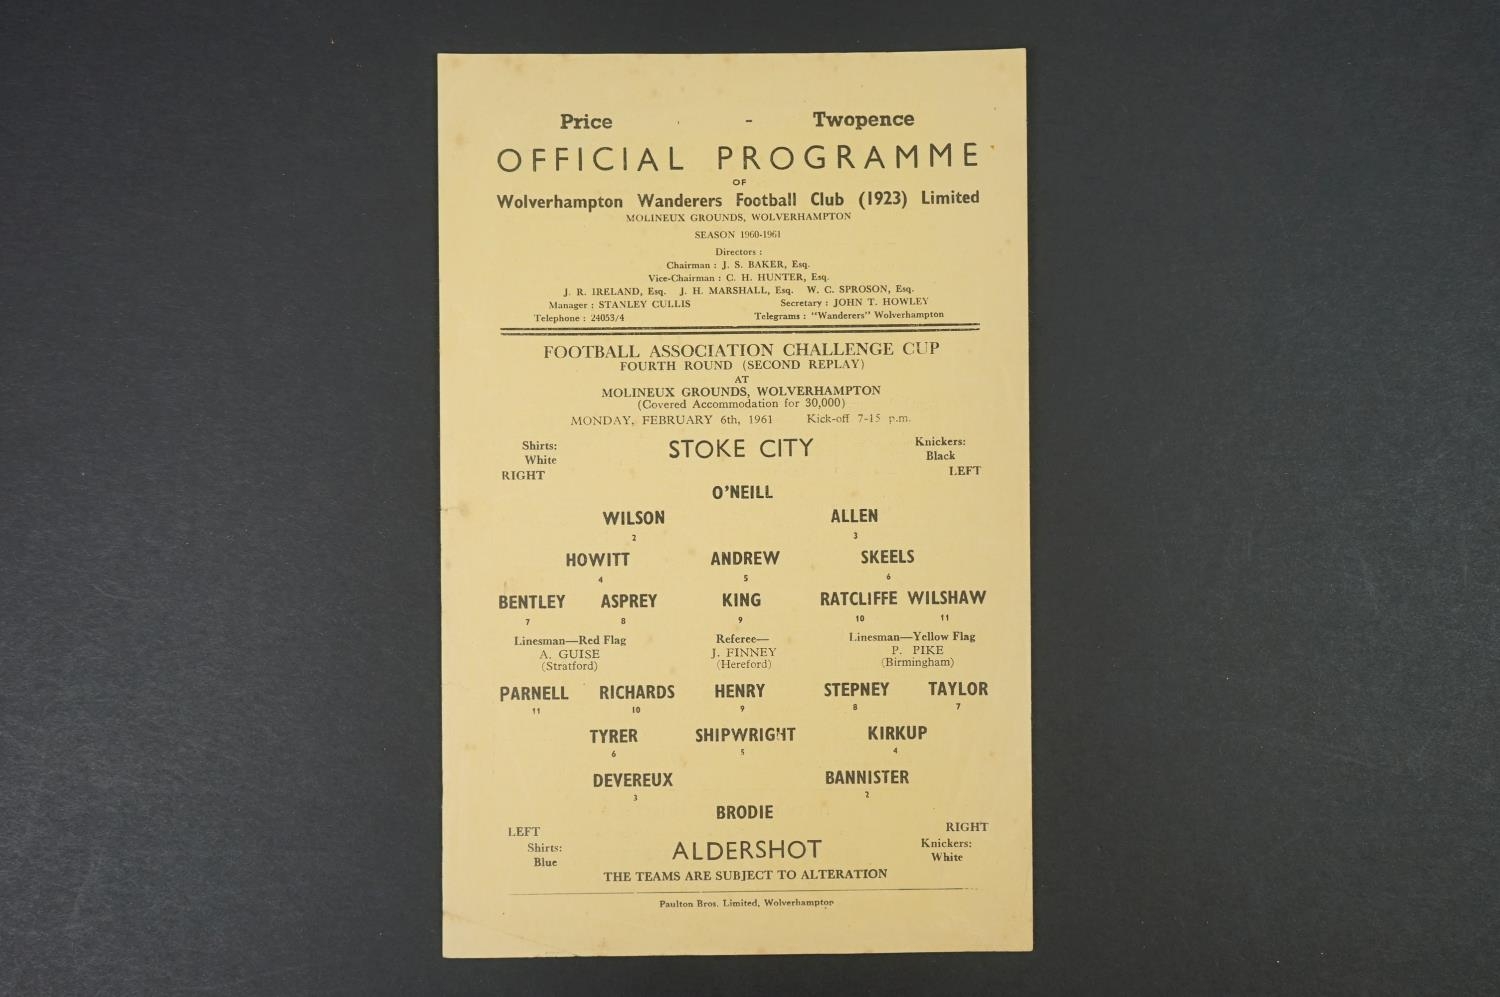 Price - Twopence
OFFICIAL PROGRAMME
OF
Wolverhampton Wanderers Football Club (1923) Limited
MOLINEUX GROUNDS, WOLVERHAMPTON
SEASON 1960-1961
Directors :
Chairman : J. S. BAKER, Esq.
Vice-Chairman : C. H. HUNTER, Esq.
J. R. IRELAND, Esq. J. H. MARSHALL, Esq. W. C. SPROSON, Esq.
Manager : STANLEY CULLIS Secretary : JOHN T. HOWLEY
Telephone : 24053/4 Telegrams : "Wanderers" Wolverhampton
FOOTBALL ASSOCIATION CHALLENGE CUP
FOURTH ROUND (SECOND REPLAY)
AT
MOLINEUX GROUNDS, WOLVERHAMPTON
(Covered Accommodation for 30,000)
MONDAY, FEBRUARY 6th, 1961 Kick-off 7-15 p.m.
Shirts: STOKE CITY Knickers:
White Black
RIGHT LEFT
O'NEILL
WILSON ALLEN
2 3
HOWITT ANDREW SKEELS
4 5 6
BENTLEY ASPREY KING RATCLIFFE WILSHAW
7 8 9 10 11
Linesman—Red Flag Referee— Linesman—Yellow Flag
A. GUISE J. FINNEY P. PIKE
(Stratford) (Hereford) (Birmingham)
PARNELL RICHARDS HENRY STEPNEY TAYLOR
11 10 9 8 7
TYRER SHIPWRIGHT KIRKUP
6 5 4
DEVEREUX BANNISTER
3 2
BRODIE
LEFT RIGHT
Shirts: ALDERSHOT Knickers:
Blue White
THE TEAMS ARE SUBJECT TO ALTERATION
Paulton Bros. Limited, Wolverhampton